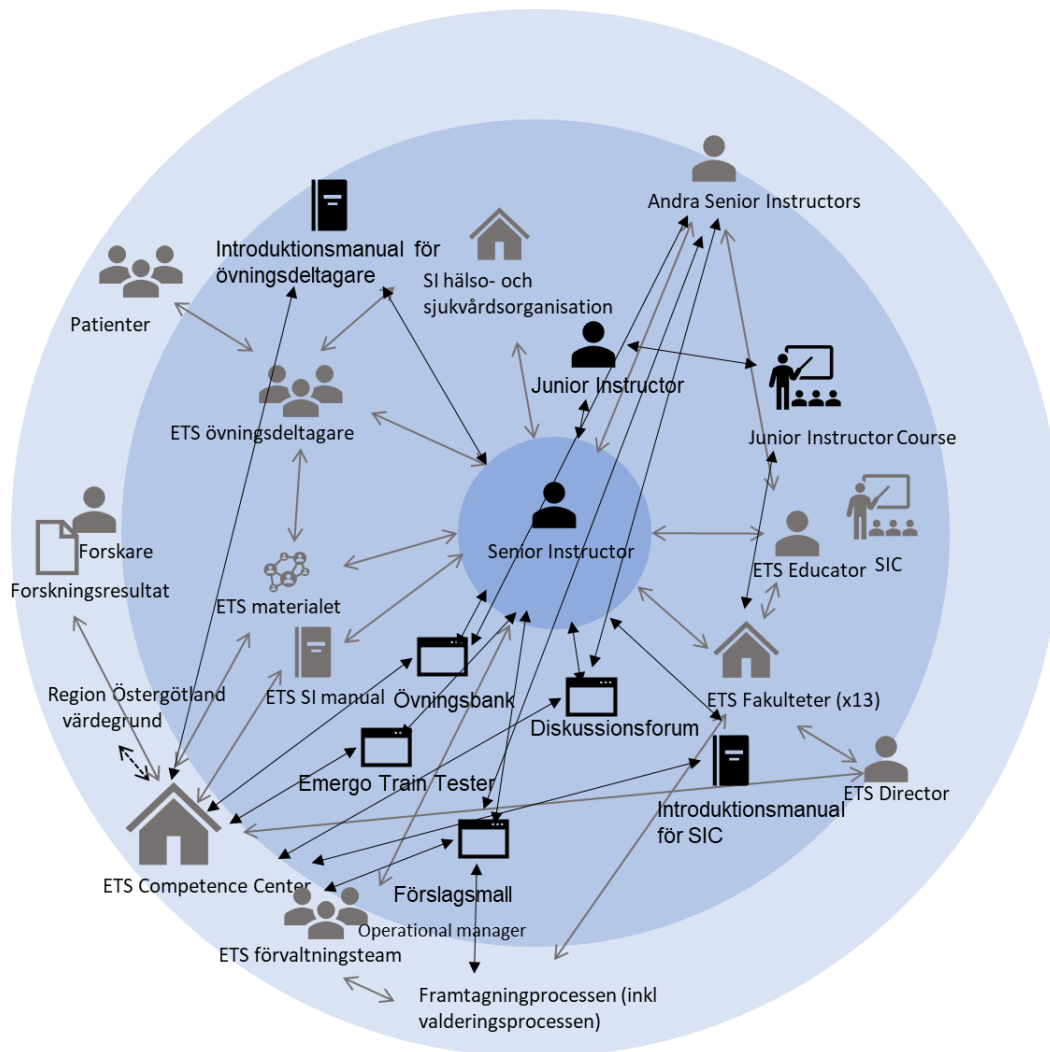 Andra Senior Instructors
Introduktionsmanual för
övningsdeltagare
SI hälso- och
sjukvårdsorganisation
Patienter
Junior Instructor
ETS övningsdeltagare
Junior Instructor Course
Senior Instructor
Forskare
Forskningsresultat
ETS Educator
SIC
ETS materialet
ETS SI manual
Region Östergötland
värdegrund
Övningsbank
ETS Fakulteter (x13)
Diskussionsforum
Emergo Train Tester
ETS Director
Introduktionsmanual
för SIC
ETS Competence Center
Förslagsmall
Operational manager
ETS förvaltningsteam
Framtagningprocessen (inkl
valderingsprocessen)